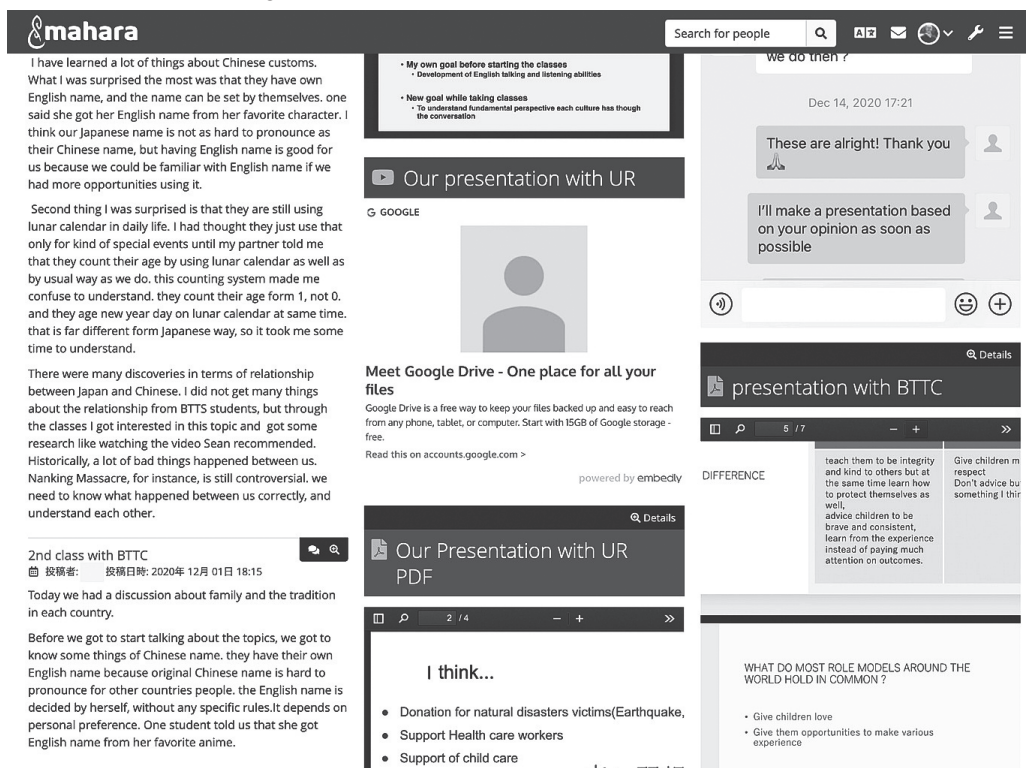 mahara
Search for people
I have learned a lot of things about Chinese customs.
What I was surprised the most was that they have own
English name, and the name can be set by themselves. one
said she got her English name from her favorite character. I
think our Japanese name is not as hard to pronounce as
their Chinese name, but having English name is good for
us because we could be familiar with English name if we
had more opportunities using it.
Second thing I was surprised is that they are still using
lunar calendar in daily life. I had thought they just use that
only for kind of special events until my partner told me
that they count their age by using lunar calendar as well as
by usual way as we do. this counting system made me
confuse to understand. they count their age form 1, not 0.
and they age new year day on lunar calendar at same time.
that is far different form Japanese way, so it took me some
time to understand.
There were many discoveries in terms of relationship
between Japan and Chinese. I did not get many things
about the relationship from BTTS students, but through
the classes I got interested in this topic and got some
research like watching the video Sean recommended.
Historically, a lot of bad things happened between us.
Nanking Massacre, for instance, is still controversial. we
need to know what happened between us correctly, and
understand each other.
2nd class with BTTC
投稿者: 投稿日時: 2020年 12月 01日 18:15
Today we had a discussion about family and the tradition
in each country.
Before we got to start talking about the topics, we got to
know some things of Chinese name. they have their own
English name because original Chinese name is hard to
pronounce for other countries people. the English name is
decided by herself, without any specific rules.It depends on
personal preference. One student told us that she got
English name from her favorite anime.
• My own goal before starting the classes
• Development of English talking and listening abilities
• New goal while taking classes
• To understand fundamental perspective each culture has though
the conversation
Our presentation with UR
G GOOGLE
Meet Google Drive - One place for all your
files
Google Drive is a free way to keep your files backed up and easy to reach
from any phone, tablet, or computer. Start with 15GB of Google storage -
free.
Read this on accounts.google.com >
powered by embedly
Details
Our Presentation with UR
PDF
2 / 4
I think...
• Donation for natural disasters victims(Earthquake,
• Support Health care workers
• Support of child care
we do then ?
Dec 14, 2020 17:21
These are alright! Thank you
🙏
I'll make a presentation based
on your opinion as soon as
possible
Details
presentation with BTTC
5 / 7
DIFFERENCE
teach them to be integrity
and kind to others but at
the same time learn how
to protect themselves as
well,
advice children to be
brave and consistent,
learn from the experience
instead of paying much
attention on outcomes.
Give children m
respect
Don't advice bu
something I thin
WHAT DO MOST ROLE MODELS AROUND THE
WORLD HOLD IN COMMON ?
• Give children love
• Give them opportunities to make various
experience